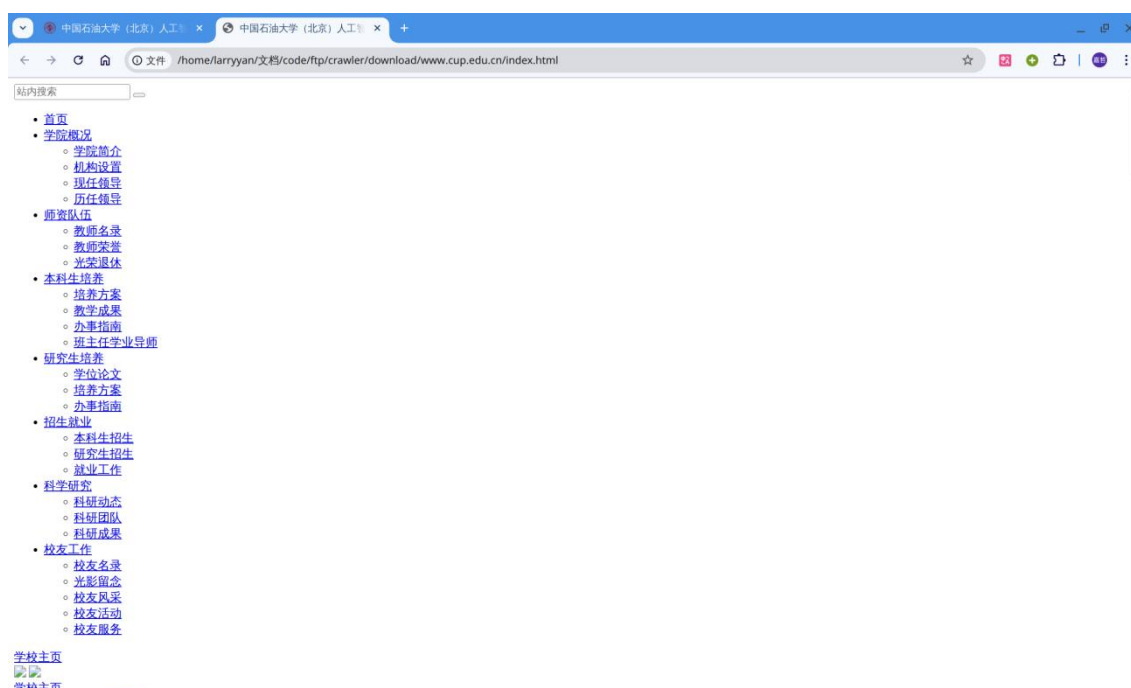 中国石油大学（北京）人工智
中国石油大学（北京）人工智
文件 /home/larryyan/文档/code/ftp/crawler/download/www.cup.edu.cn/index.html
站内搜索
首页
学院概况
学院简介
机构设置
现任领导
历任领导
师资队伍
教师名录
教师荣誉
光荣退休
本科生培养
培养方案
教学成果
办事指南
班主任学业导师
研究生培养
学位论文
培养方案
办事指南
招生就业
本科生招生
研究生招生
就业工作
科学研究
科研动态
科研团队
科研成果
校友工作
校友名录
光影留念
校友风采
校友活动
校友服务
学校主页
学校主页